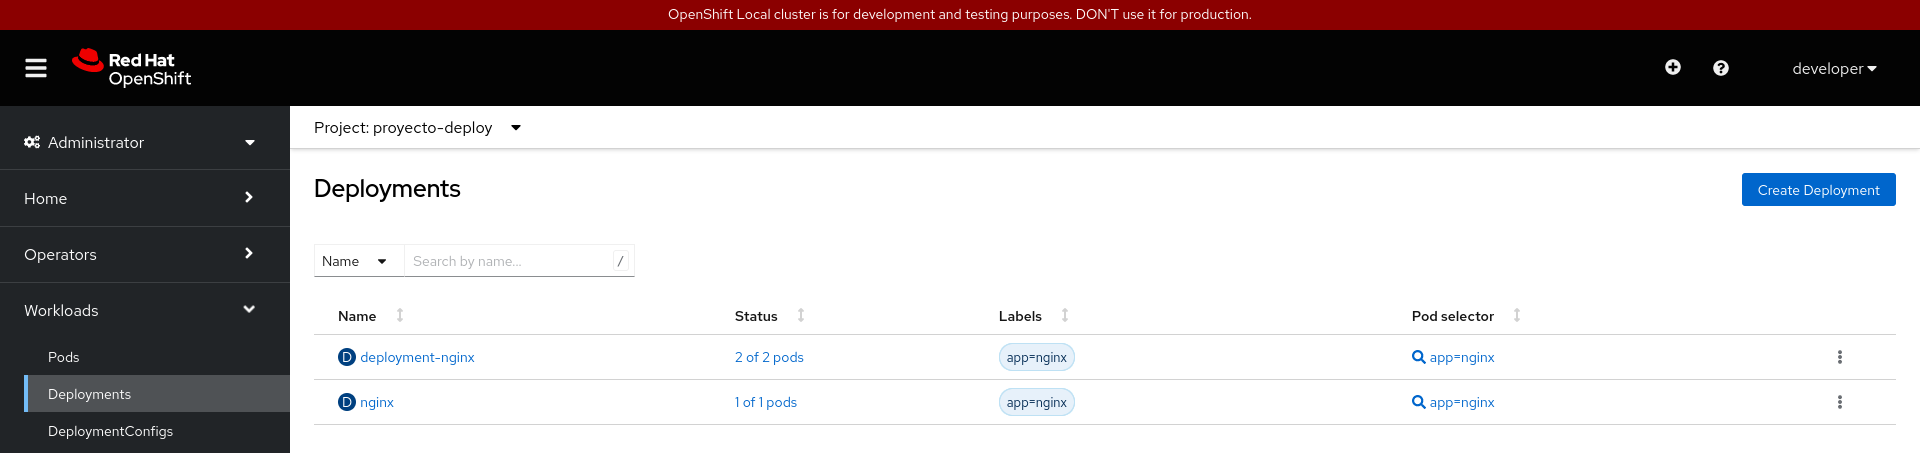 OpenShift Local cluster is for development and testing purposes. DON'T use it for production.
Red Hat
OpenShift
developer
Administrator
Home
Operators
Workloads
Pods
Deployments
DeploymentConfigs
Project: proyecto-deploy
Deployments
Create Deployment
Name Search by name... /
Name Status Labels Pod selector
D deployment-nginx 2 of 2 pods app=nginx app=nginx
D nginx 1 of 1 pods app=nginx app=nginx